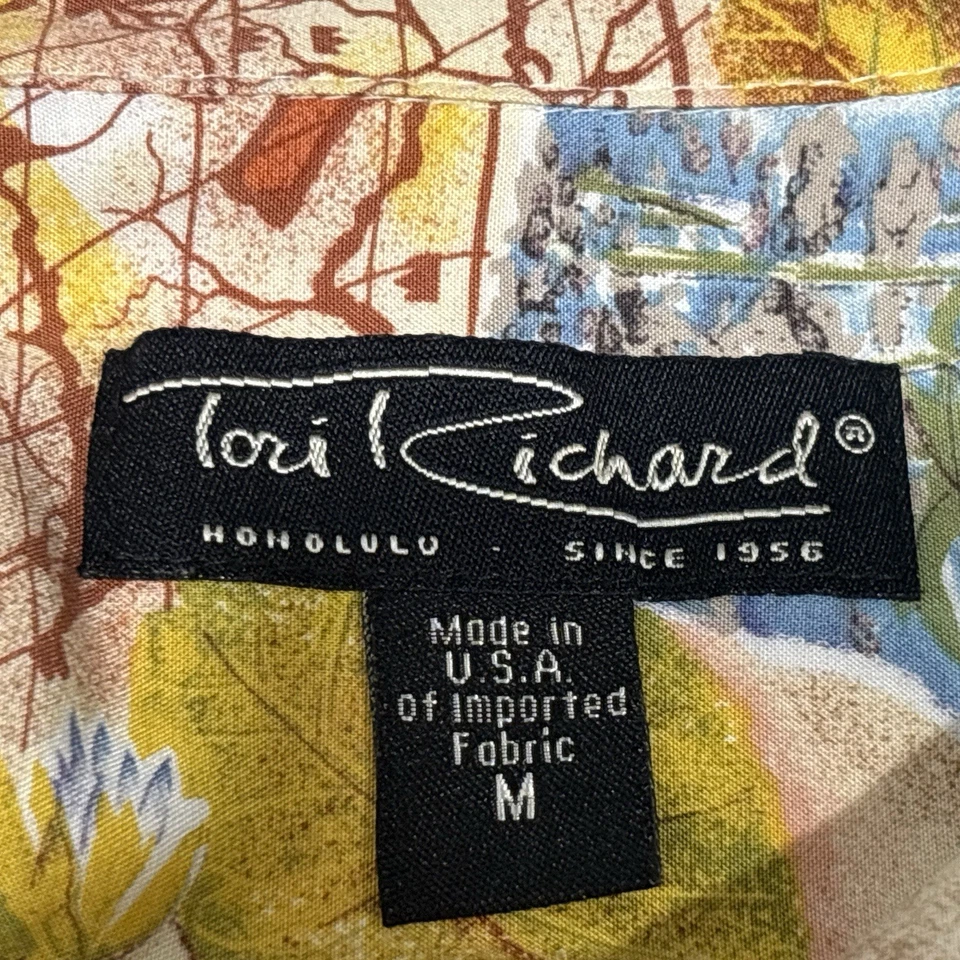 Tori Richard®
HONOLULU - SINCE 1956
Made in
U.S.A.
of Imported
Fabric
M